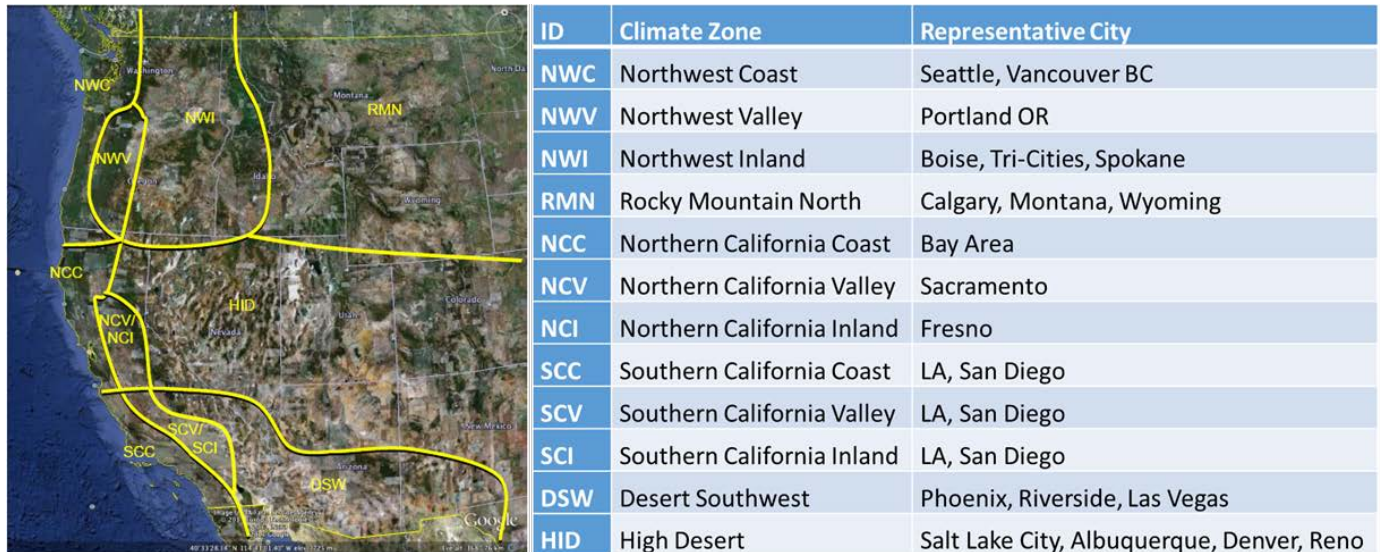 Washington
North Da
NWC
Montana
RMN
NWI
NWV
Oregon
Idaho
Wyoming
NCC
HID
Colorado
NCV/
NCI
Nevada
Utah
SCV/
SCI
New Mexico
SCC
Arizona
DSW
Google
ID Climate Zone Representative City
NWC Northwest Coast Seattle, Vancouver BC
NWV Northwest Valley Portland OR
NWI Northwest Inland Boise, Tri-Cities, Spokane
RMN Rocky Mountain North Calgary, Montana, Wyoming
NCC Northern California Coast Bay Area
NCV Northern California Valley Sacramento
NCI Northern California Inland Fresno
SCC Southern California Coast LA, San Diego
SCV Southern California Valley LA, San Diego
SCI Southern California Inland LA, San Diego
DSW Desert Southwest Phoenix, Riverside, Las Vegas
HID High Desert Salt Lake City, Albuquerque, Denver, Reno